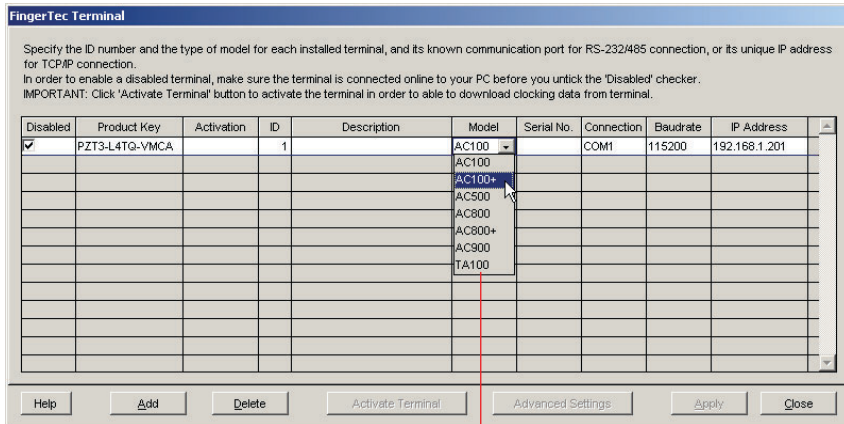 FingerTec Terminal
Specify the ID number and the type of model for each installed terminal, and its known communication port for RS-232/485 connection, or its unique IP address
for TCP/IP connection.
In order to enable a disabled terminal, make sure the terminal is connected online to your PC before you untick the 'Disabled' checker.
IMPORTANT: Click 'Activate Terminal' button to activate the terminal in order to able to download clocking data from terminal.
Disabled Product Key Activation ID Description Model Serial No. Connection Baudrate IP Address
PZT3-L4TQ-VMCA 1 AC100 COM1 115200 192.168.1.201
AC100
AC100+
AC500
AC800
AC800+
AC900
TA100
Help Add Delete Activate Terminal Advanced Settings Apply Close